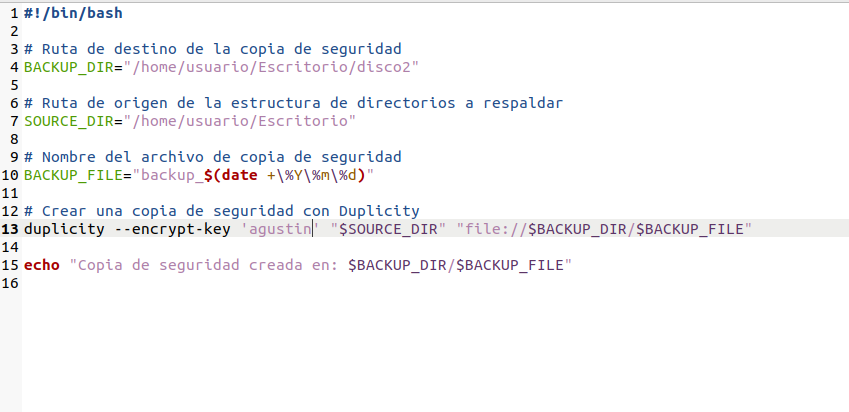 1 #!/bin/bash
2
3 # Ruta de destino de la copia de seguridad
4 BACKUP_DIR="/home/usuario/Escritorio/disco2"
5
6 # Ruta de origen de la estructura de directorios a respaldar
7 SOURCE_DIR="/home/usuario/Escritorio"
8
9 # Nombre del archivo de copia de seguridad
10 BACKUP_FILE="backup_$(date +\%Y\%m\%d)"
11
12 # Crear una copia de seguridad con Duplicity
13 duplicity --encrypt-key 'agustin' "$SOURCE_DIR" "file://$BACKUP_DIR/$BACKUP_FILE"
14
15 echo "Copia de seguridad creada en: $BACKUP_DIR/$BACKUP_FILE"
16